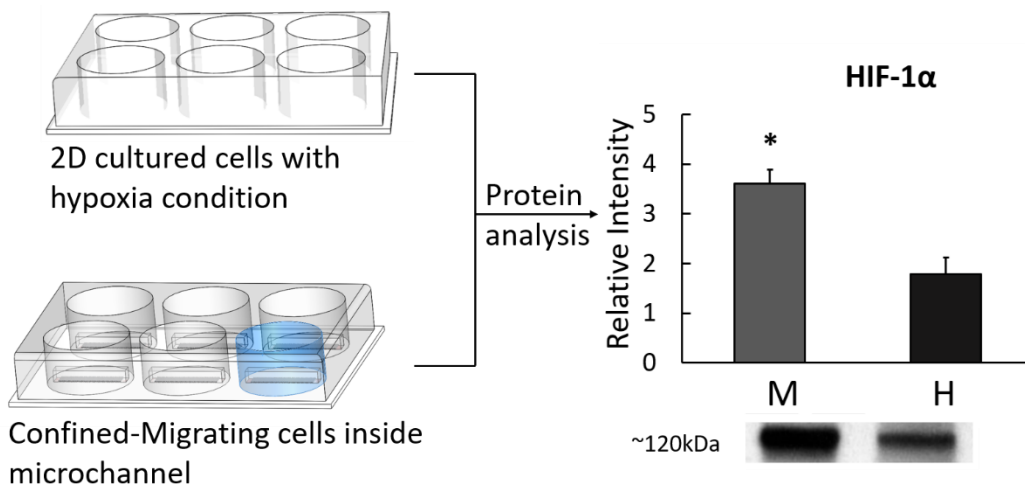 2D cultured cells with
hypoxia condition
Confined-Migrating cells inside
microchannel
Protein
analysis
HIF-1α
Relative Intensity
5
4
3
2
1
0
*
M
H
~120kDa